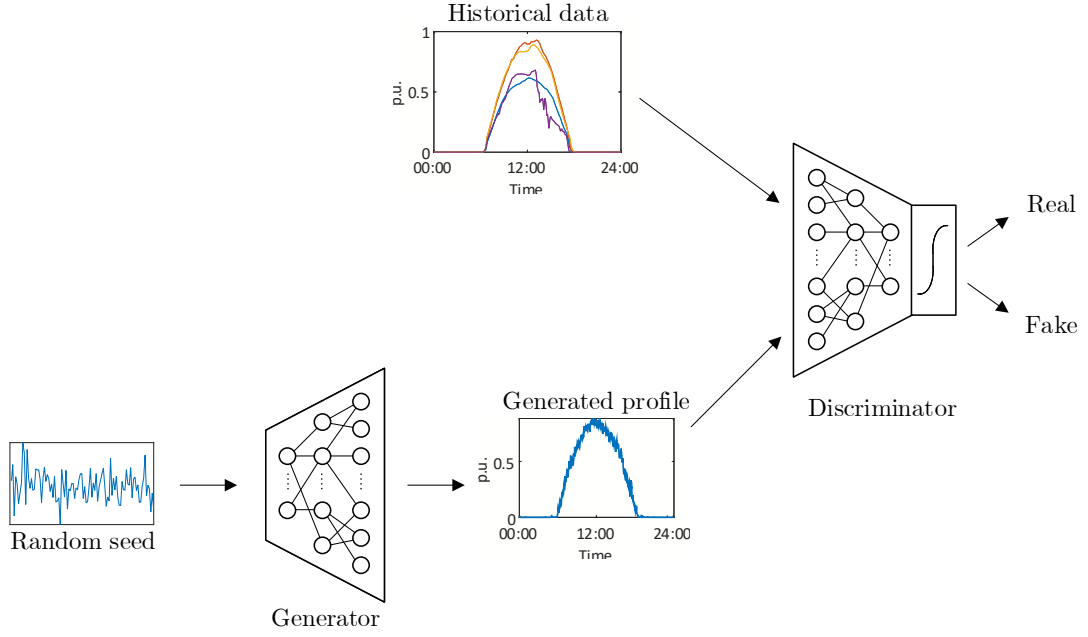 Historical data
1
0.5
0
p.u.
00:00 12:00 24:00
Time
Real
Fake
Discriminator
Generated profile
0.5
0
p.u.
00:00 12:00 24:00
Time
Random seed
Generator